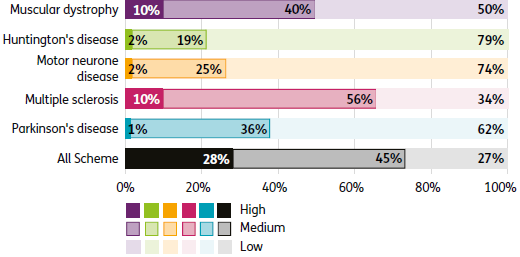 Muscular dystrophy 10% 40% 50%
Huntington's disease 2% 19% 79%
Motor neurone
disease 2% 25% 74%
Multiple sclerosis 10% 56% 34%
Parkinson's disease 1% 36% 62%
All Scheme 28% 45% 27%
0% 20% 40% 60% 80% 100%
High
Medium
Low